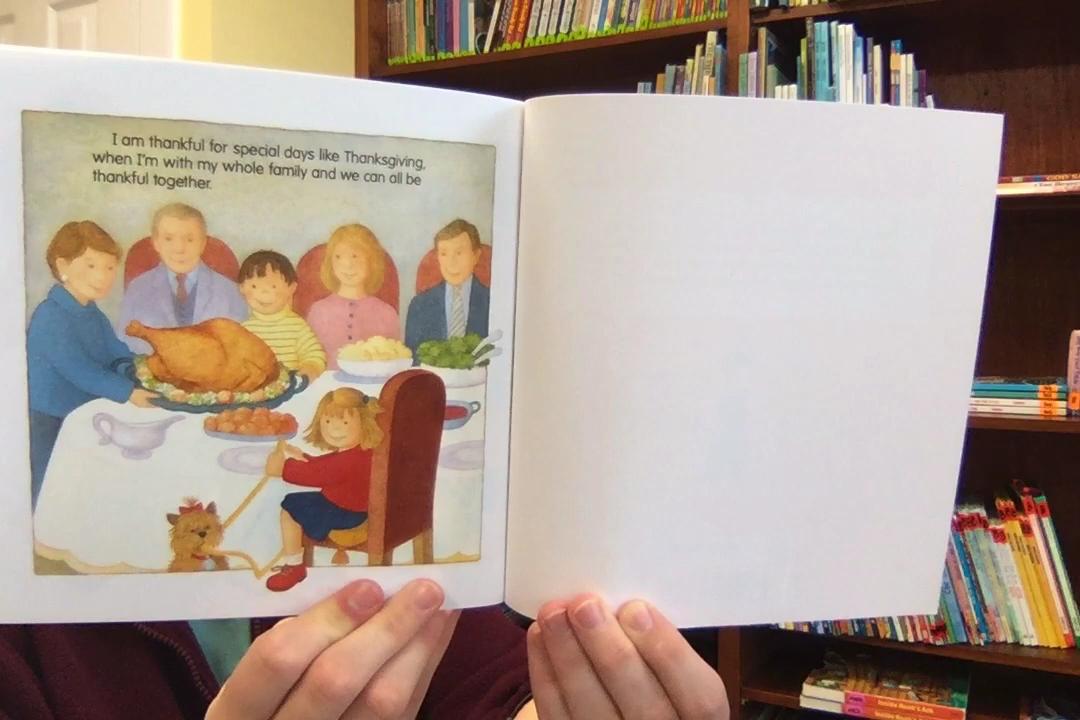 I am thankful for special days like Thanksgiving,
when I'm with my whole family and we can all be
thankful together.